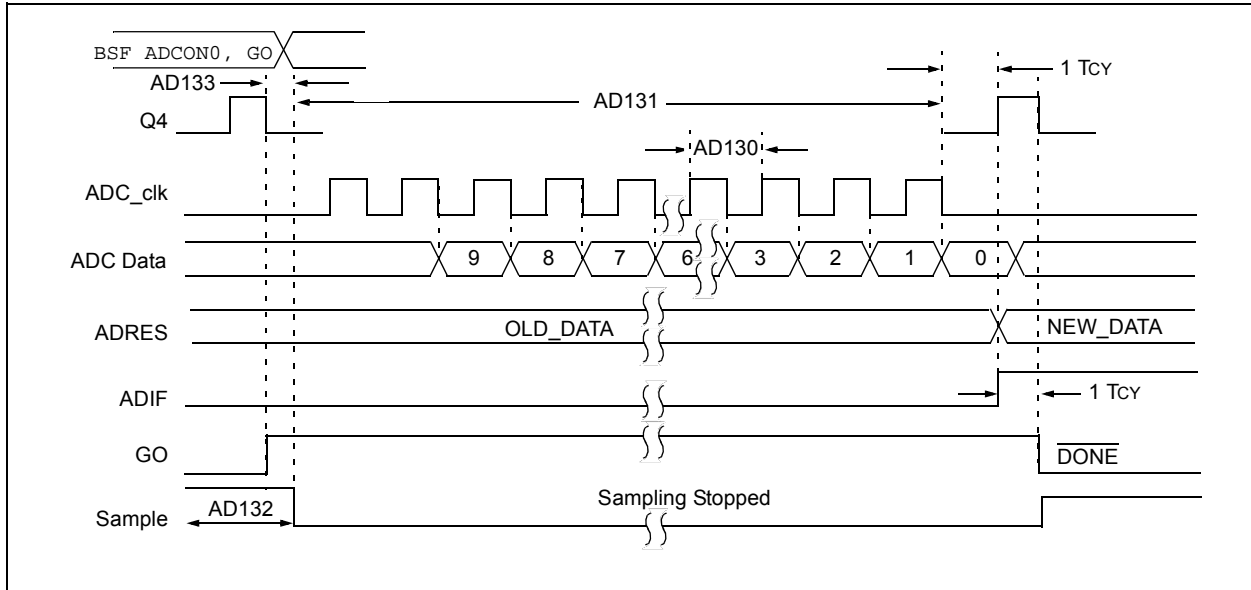 BSF ADCON0, GO
AD133
1 TCY
AD131
Q4
AD130
ADC_clk
ADC Data 9 8 7 6 3 2 1 0
ADRES OLD_DATA NEW_DATA
ADIF 1 TCY
GO DONE
Sampling Stopped
AD132
Sample